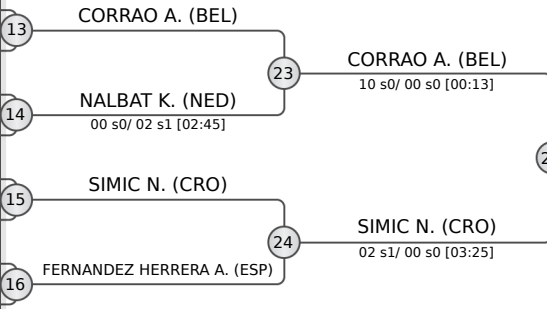 CORRAO A. (BEL)
13
23
CORRAO A. (BEL)
10 s0/ 00 s0 [00:13]
NALBAT K. (NED)
14
00 s0/ 02 s1 [02:45]
SIMIC N. (CRO)
15
24
SIMIC N. (CRO)
02 s1/ 00 s0 [03:25]
FERNANDEZ HERRERA A. (ESP)
16